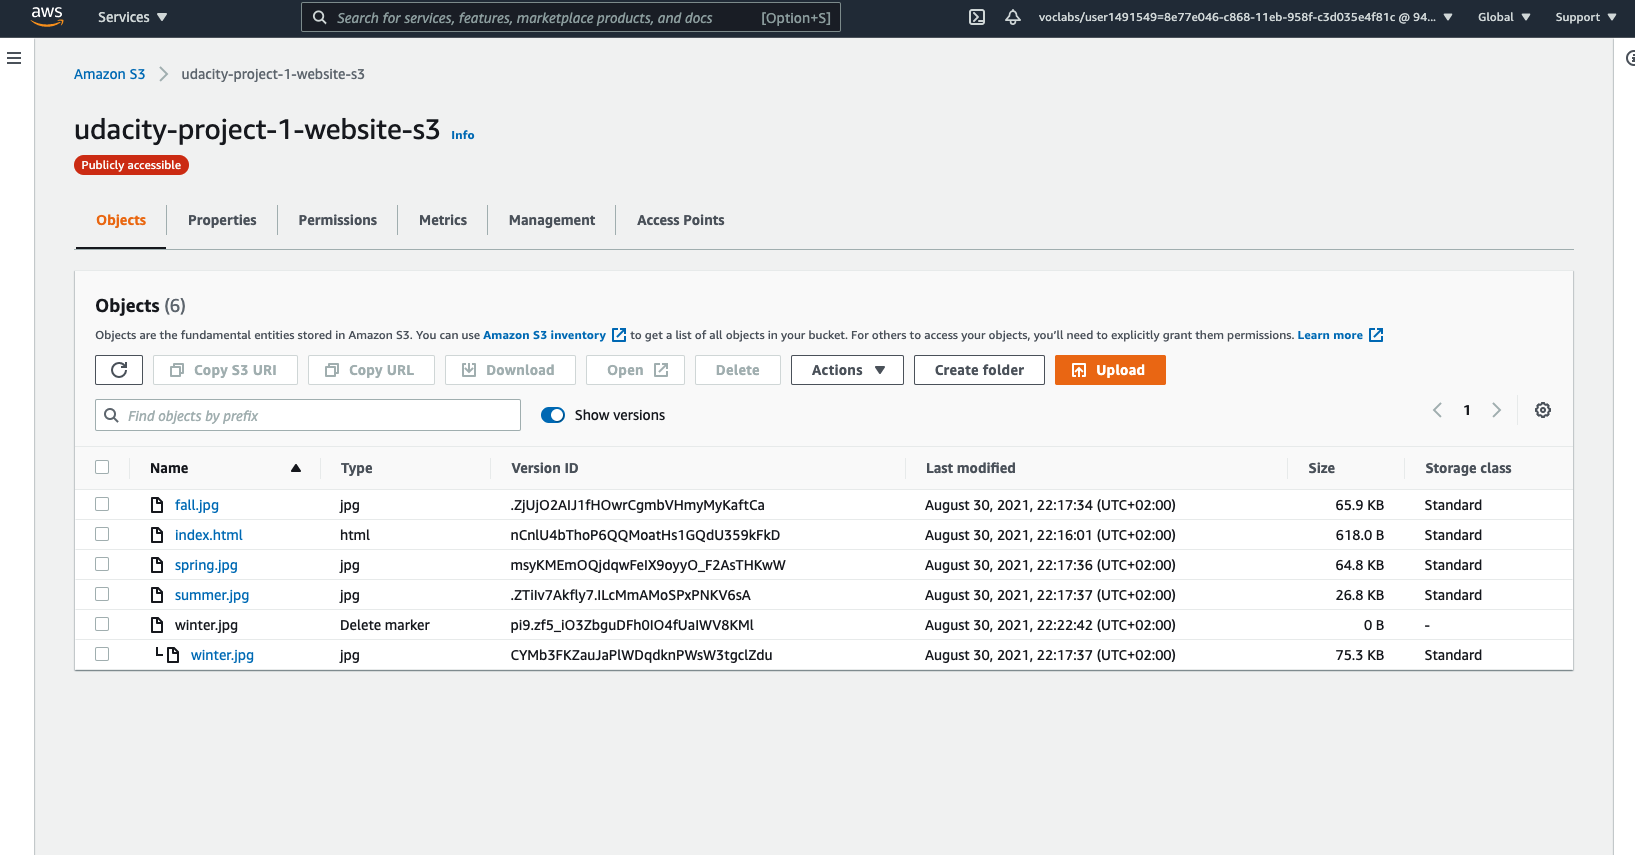 aws Services Search for services, features, marketplace products, and docs [Option+S] voclabs/user1491549=8e77e046-c868-11eb-958f-c3d035e4f81c @ 94... Global Support
Amazon S3 udacity-project-1-website-s3
udacity-project-1-website-s3 Info
Publicly accessible
Objects Properties Permissions Metrics Management Access Points
Objects (6)
Objects are the fundamental entities stored in Amazon S3. You can use Amazon S3 inventory to get a list of all objects in your bucket. For others to access your objects, you'll need to explicitly grant them permissions. Learn more
Copy S3 URI Copy URL Download Open Delete Actions Create folder Upload
Find objects by prefix Show versions 1
Name Type Version ID Last modified Size Storage class
fall.jpg jpg .ZjUjO2AIJ1fHOwrCgmbVHmyMyKaftCa August 30, 2021, 22:17:34 (UTC+02:00) 65.9 KB Standard
index.html html nCnlU4bThoP6QQMoatHs1GQdU359kFkD August 30, 2021, 22:16:01 (UTC+02:00) 618.0 B Standard
spring.jpg jpg msyKMEmOQjdqwFeIX9oyyO_F2AsTHKwW August 30, 2021, 22:17:36 (UTC+02:00) 64.8 KB Standard
summer.jpg jpg .ZTiIv7Akfly7.ILcMmAMoSPxPNKV6sA August 30, 2021, 22:17:37 (UTC+02:00) 26.8 KB Standard
winter.jpg Delete marker pi9.zf5_iO3ZbguDFh0IO4fUaIWV8KMl August 30, 2021, 22:22:42 (UTC+02:00) 0 B -
winter.jpg jpg CYMb3FKZauJaPlWDqdknPWsW3tgclZdu August 30, 2021, 22:17:37 (UTC+02:00) 75.3 KB Standard